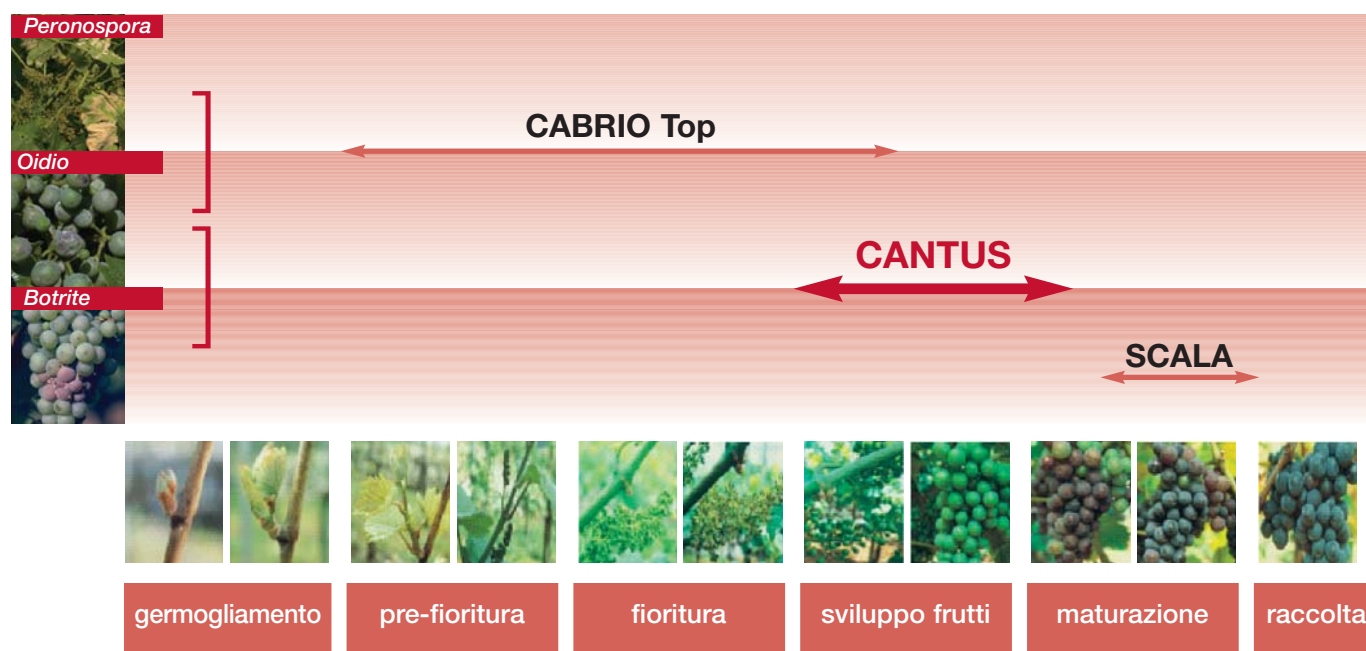 Peronospora
CABRIO Top
Oidio
CANTUS
Botrite
SCALA
germogliamento
pre-fioritura
fioritura
sviluppo frutti
maturazione
raccolta